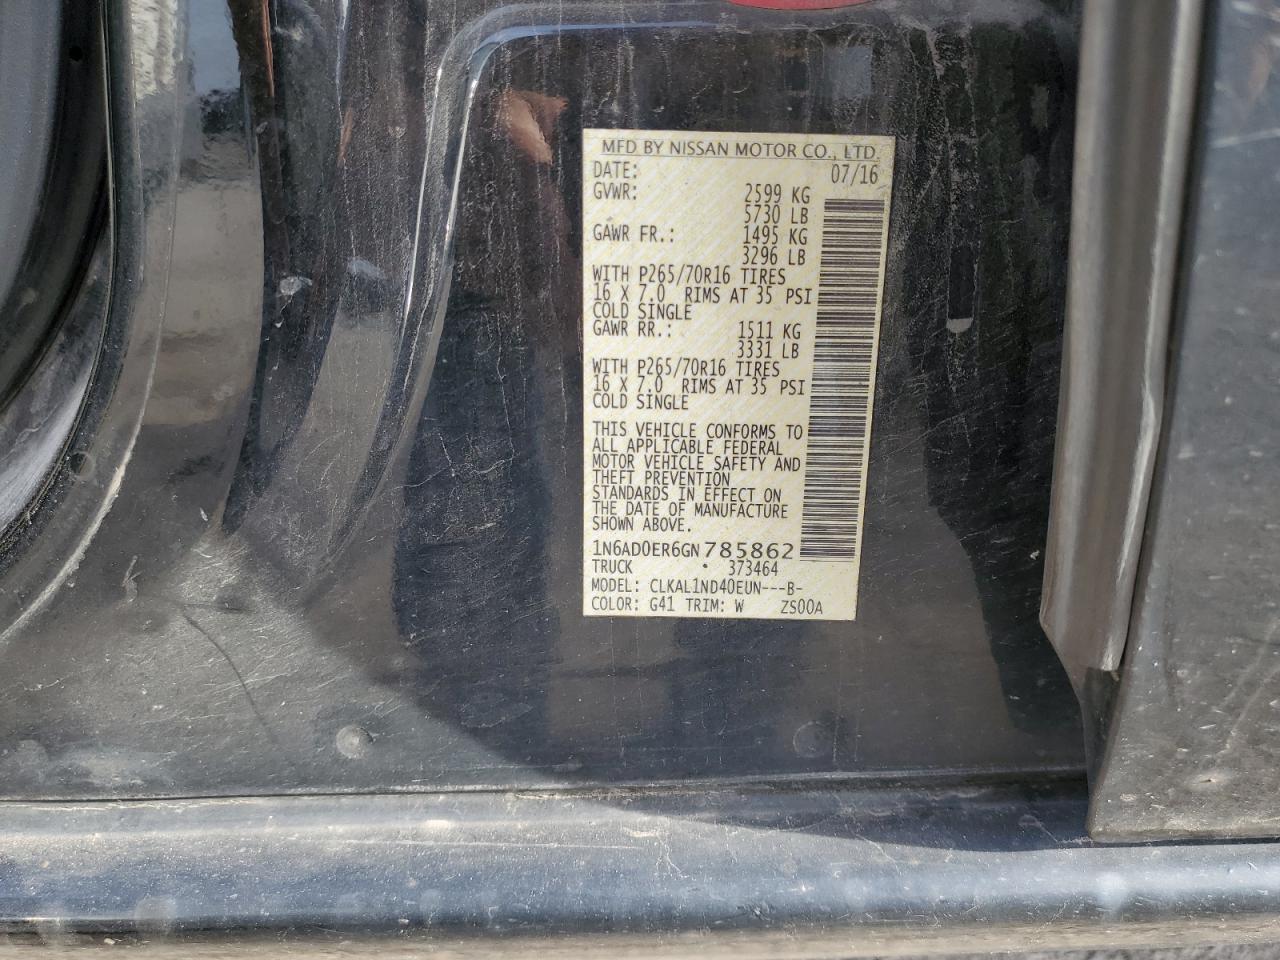 MFD BY NISSAN MOTOR CO., LTD.
DATE: 07/16
GVWR: 2599 KG
5730 LB
GAWR FR.: 1495 KG
3296 LB
WITH P265/70R16 TIRES
16 X 7.0 RIMS AT 35 PSI
COLD SINGLE
GAWR RR.: 1511 KG
3331 LB
WITH P265/70R16 TIRES
16 X 7.0 RIMS AT 35 PSI
COLD SINGLE
THIS VEHICLE CONFORMS TO
ALL APPLICABLE FEDERAL
MOTOR VEHICLE SAFETY AND
THEFT PREVENTION
STANDARDS IN EFFECT ON
THE DATE OF MANUFACTURE
SHOWN ABOVE.
1N6AD0ER6GN785862
TRUCK 373464
MODEL: CLKAL1ND40EUN---B-
COLOR: G41 TRIM: W ZS00A